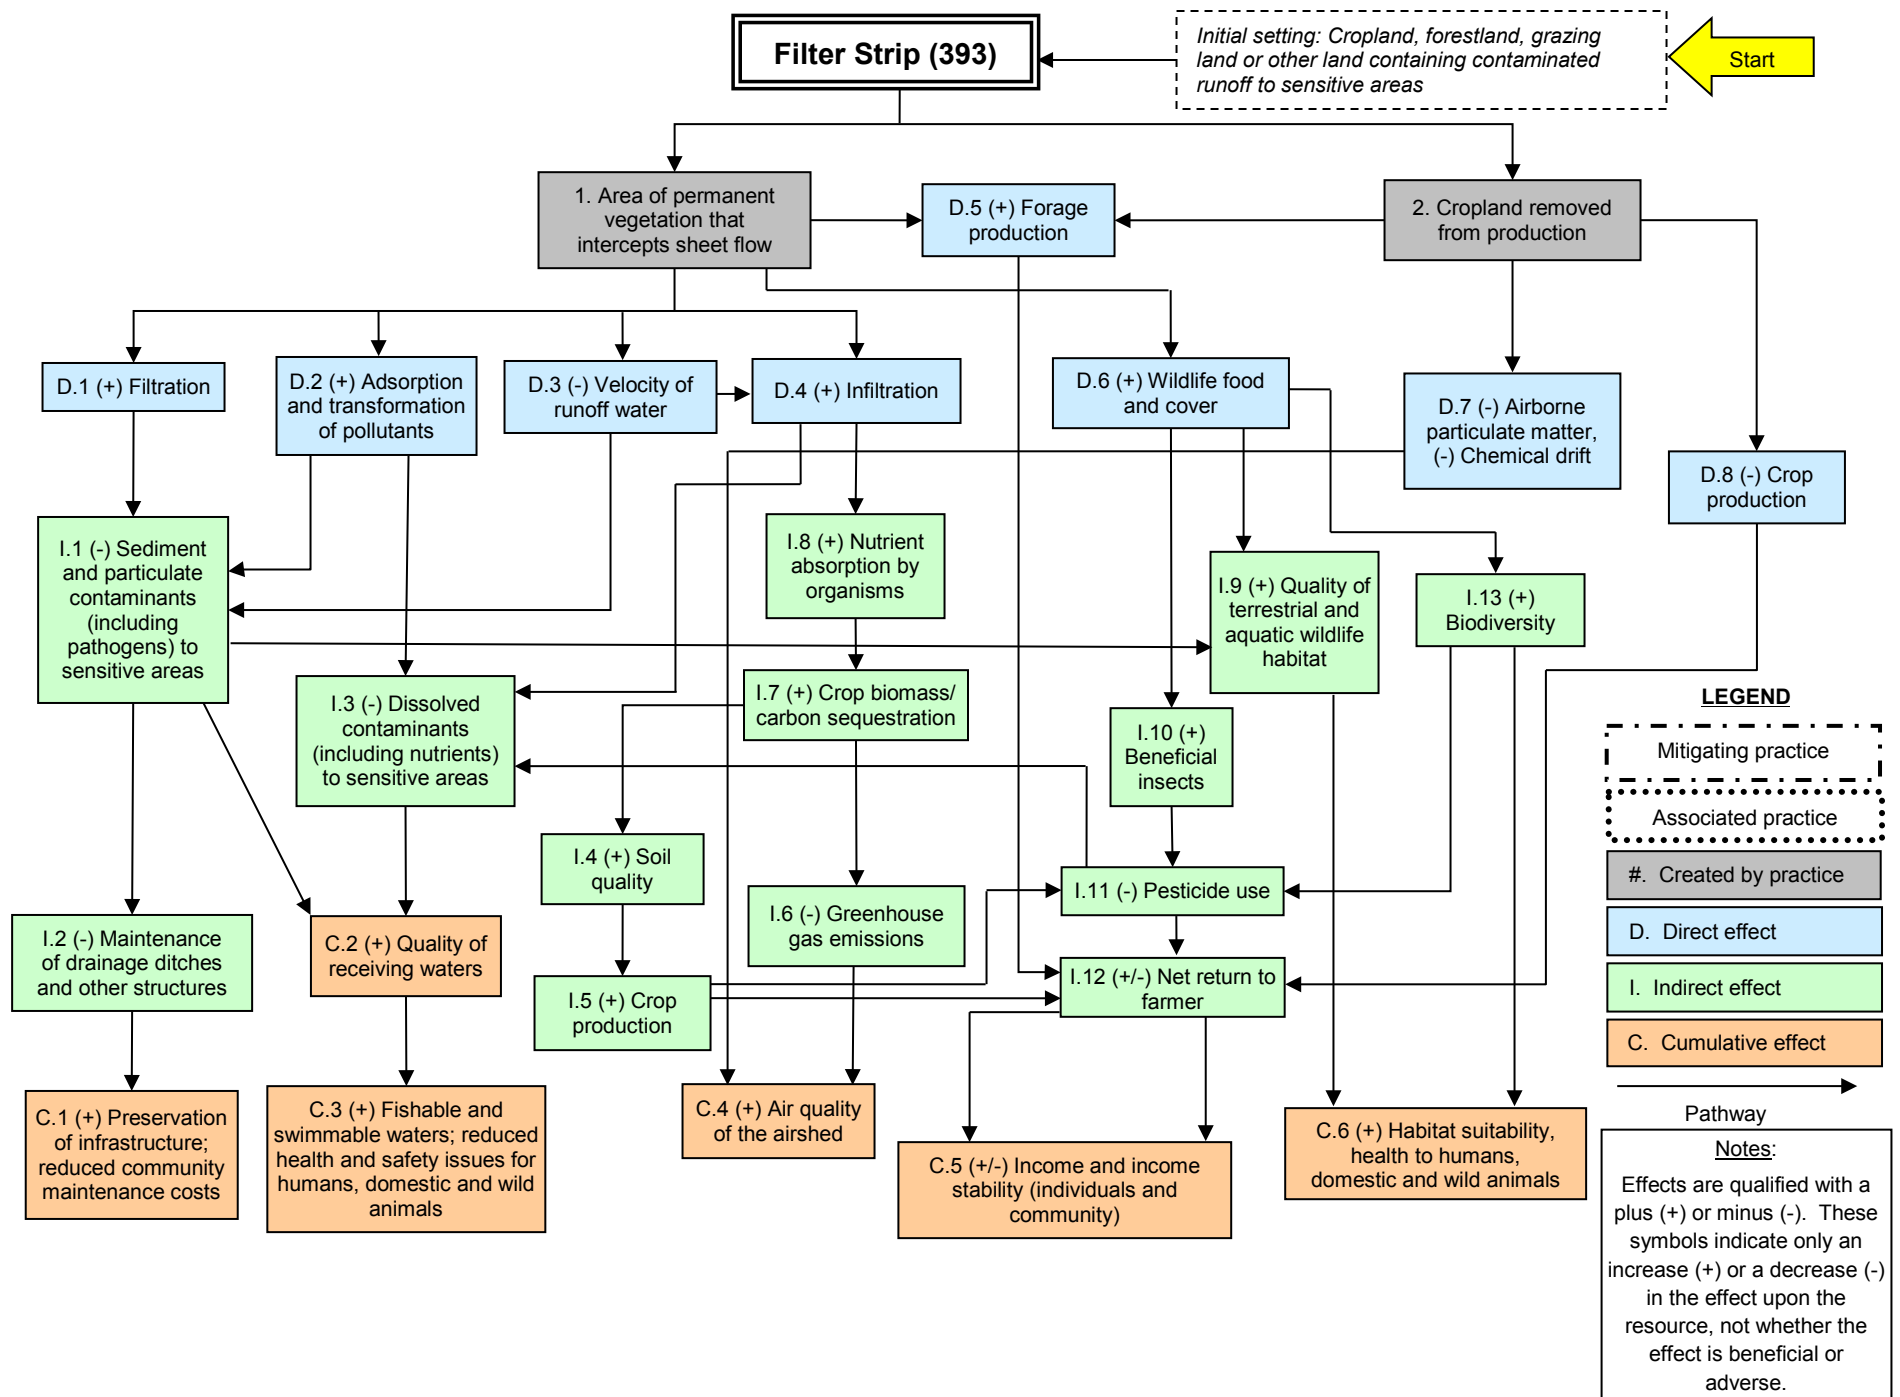 Filter Strip (393)
Initial setting: Cropland, forestland, grazing
land or other land containing contaminated
runoff to sensitive areas
Start
1. Area of permanent
vegetation that
intercepts sheet flow
D.5 (+) Forage
production
2. Cropland removed
from production
D.1 (+) Filtration
D.2 (+) Adsorption
and transformation
of pollutants
D.3 (-) Velocity of
runoff water
D.4 (+) Infiltration
D.6 (+) Wildlife food
and cover
D.7 (-) Airborne
particulate matter,
(-) Chemical drift
D.8 (-) Crop
production
I.1 (-) Sediment
and particulate
contaminants
(including
pathogens) to
sensitive areas
I.8 (+) Nutrient
absorption by
organisms
I.9 (+) Quality of
terrestrial and
aquatic wildlife
habitat
I.13 (+)
Biodiversity
I.3 (-) Dissolved
contaminants
(including nutrients)
to sensitive areas
I.7 (+) Crop biomass/
carbon sequestration
I.10 (+)
Beneficial
insects
I.4 (+) Soil
quality
I.11 (-) Pesticide use
I.2 (-) Maintenance
of drainage ditches
and other structures
C.2 (+) Quality of
receiving waters
I.6 (-) Greenhouse
gas emissions
I.5 (+) Crop
production
I.12 (+/-) Net return to
farmer
C.1 (+) Preservation
of infrastructure;
reduced community
maintenance costs
C.3 (+) Fishable and
swimmable waters; reduced
health and safety issues for
humans, domestic and wild
animals
C.4 (+) Air quality
of the airshed
C.5 (+/-) Income and income
stability (individuals and
community)
C.6 (+) Habitat suitability,
health to humans,
domestic and wild animals
LEGEND
Mitigating practice
Associated practice
#. Created by practice
D. Direct effect
I. Indirect effect
C. Cumulative effect
Pathway
Notes:
Effects are qualified with a
plus (+) or minus (-). These
symbols indicate only an
increase (+) or a decrease (-)
in the effect upon the
resource, not whether the
effect is beneficial or
adverse.